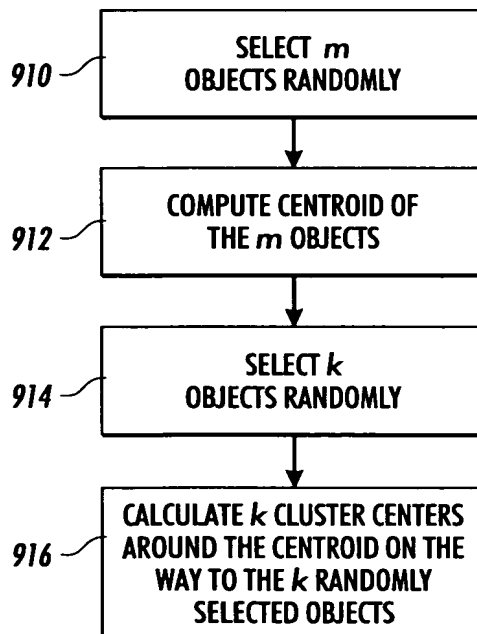 910
SELECT m
OBJECTS RANDOMLY
912
COMPUTE CENTROID OF
THE m OBJECTS
914
SELECT k
OBJECTS RANDOMLY
916
CALCULATE k CLUSTER CENTERS
AROUND THE CENTROID ON THE
WAY TO THE k RANDOMLY
SELECTED OBJECTS